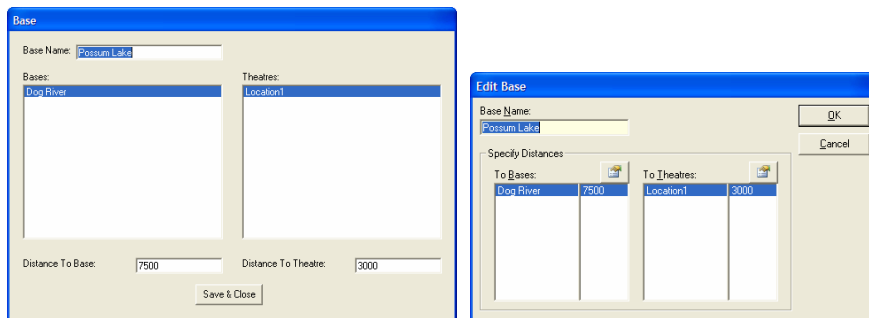 Base
Base Name: Possum Lake
Bases: Theatres:
Dog River Location1
Distance To Base: 7500 Distance To Theatre: 3000
Save & Close
Edit Base
Base Name:
Possum Lake
OK
Cancel
Specify Distances
To Bases: To Theatres:
Dog River 7500 Location1 3000